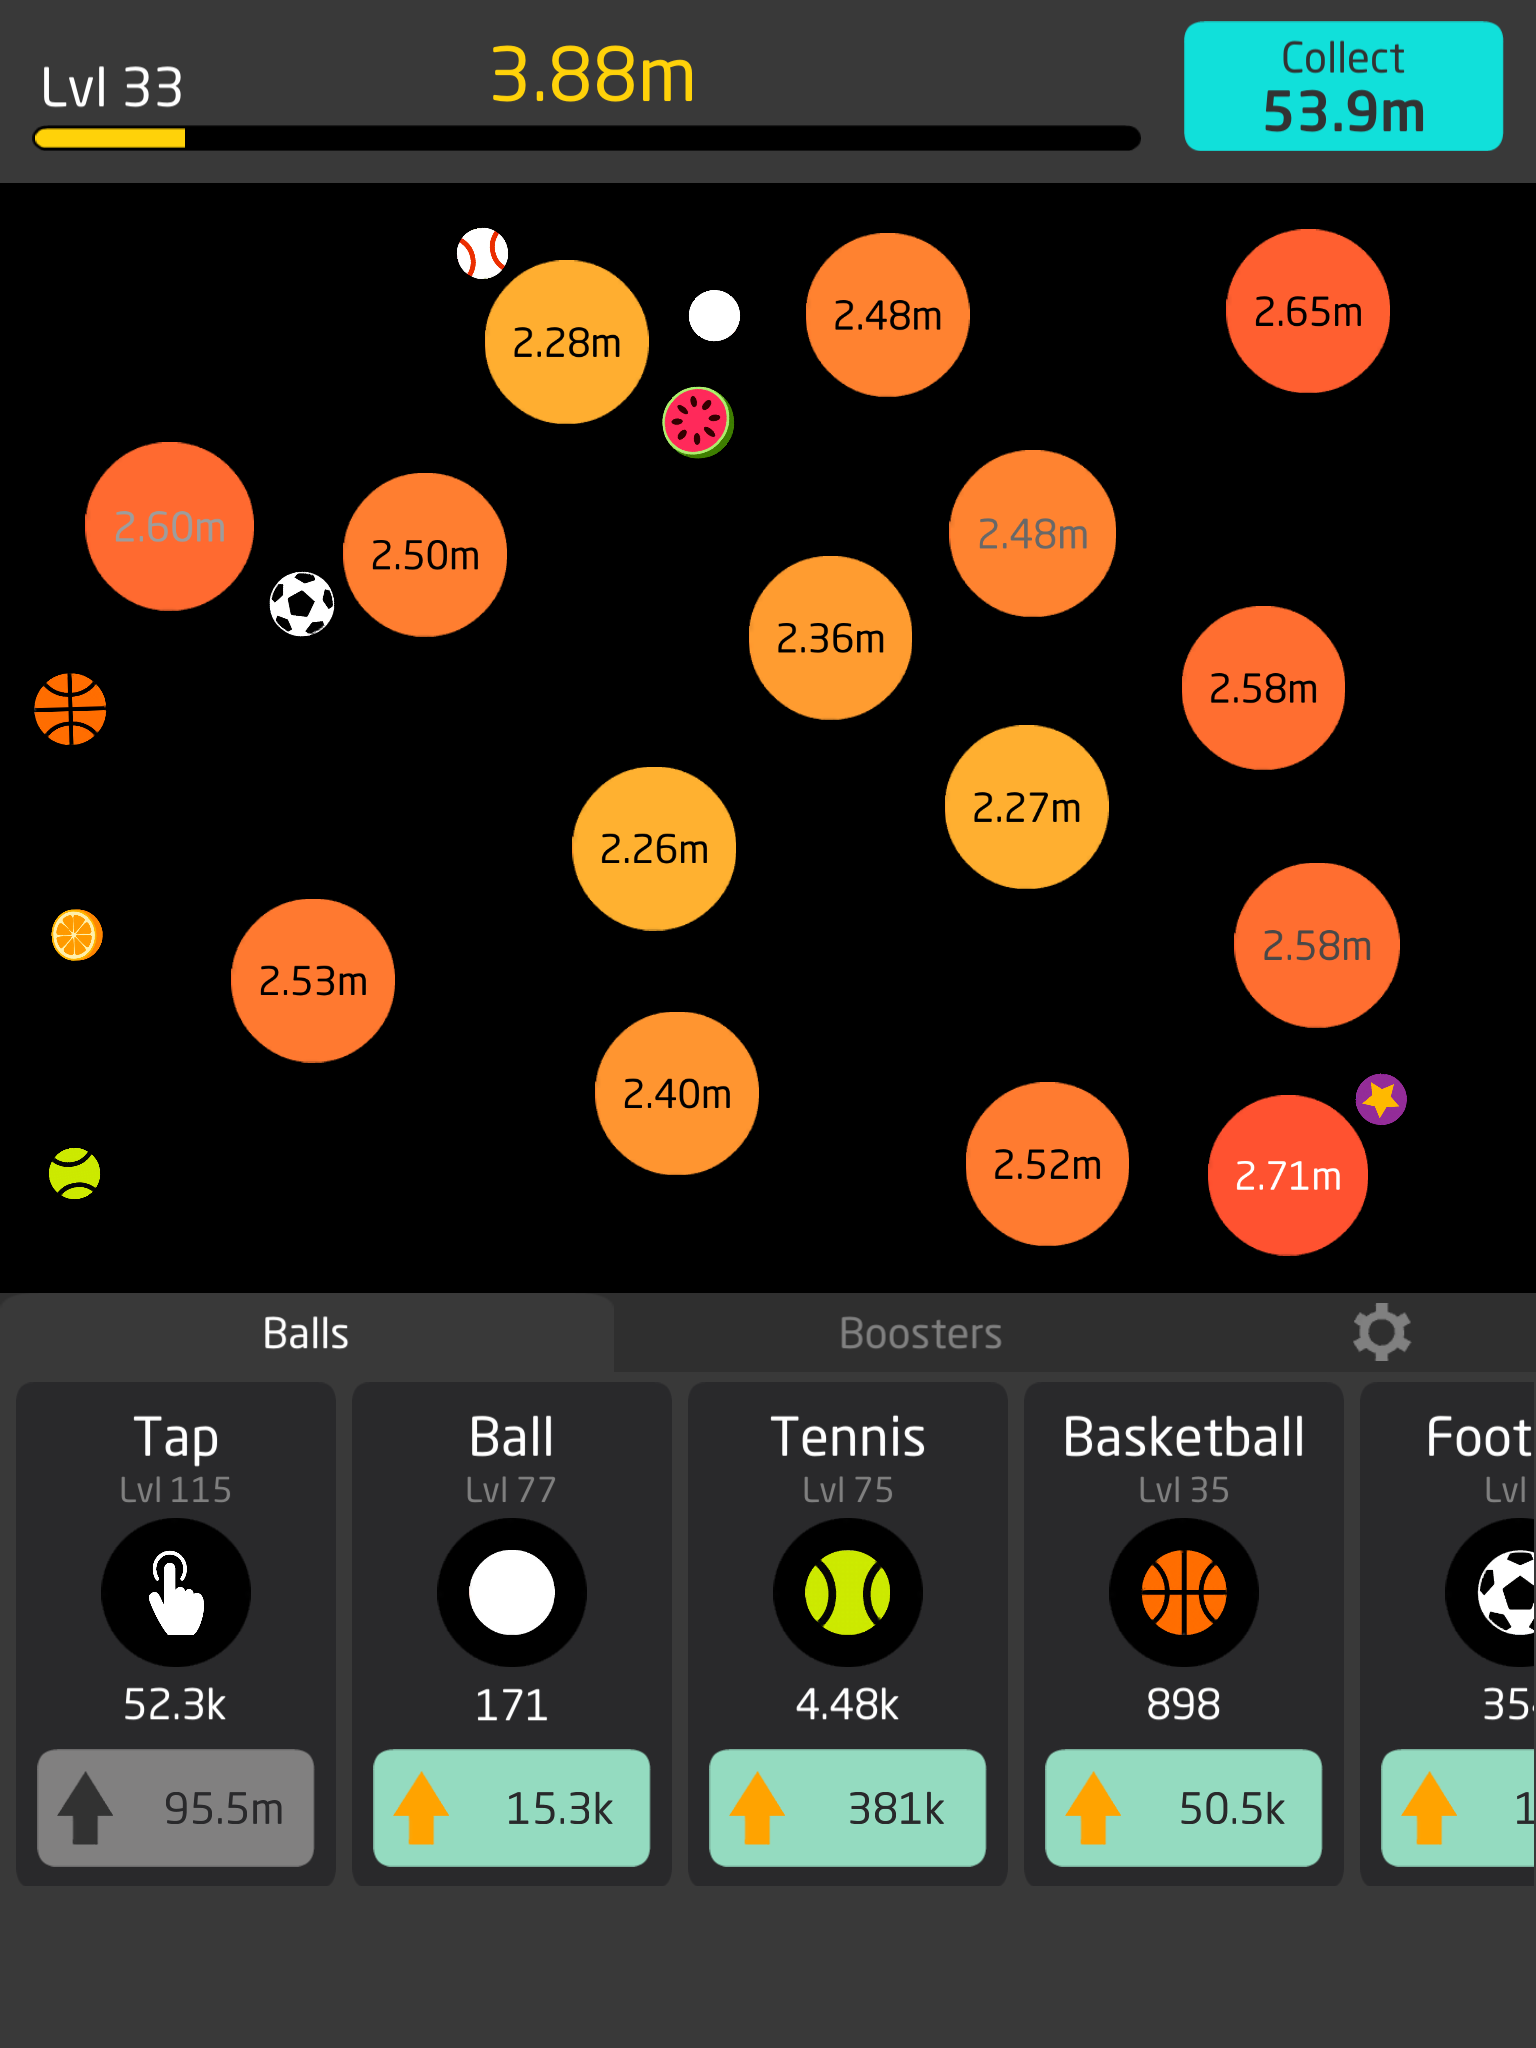 Lvl 33
3.88m
Collect
53.9m
2.28m
2.48m
2.65m
2.60m
2.50m
2.48m
2.36m
2.58m
2.26m
2.27m
2.58m
2.53m
2.40m
2.52m
2.71m
Balls
Boosters
Tap
Lvl 115
52.3k
95.5m
Ball
Lvl 77
171
15.3k
Tennis
Lvl 75
4.48k
381k
Basketball
Lvl 35
898
50.5k
Foot
Lvl
35
1